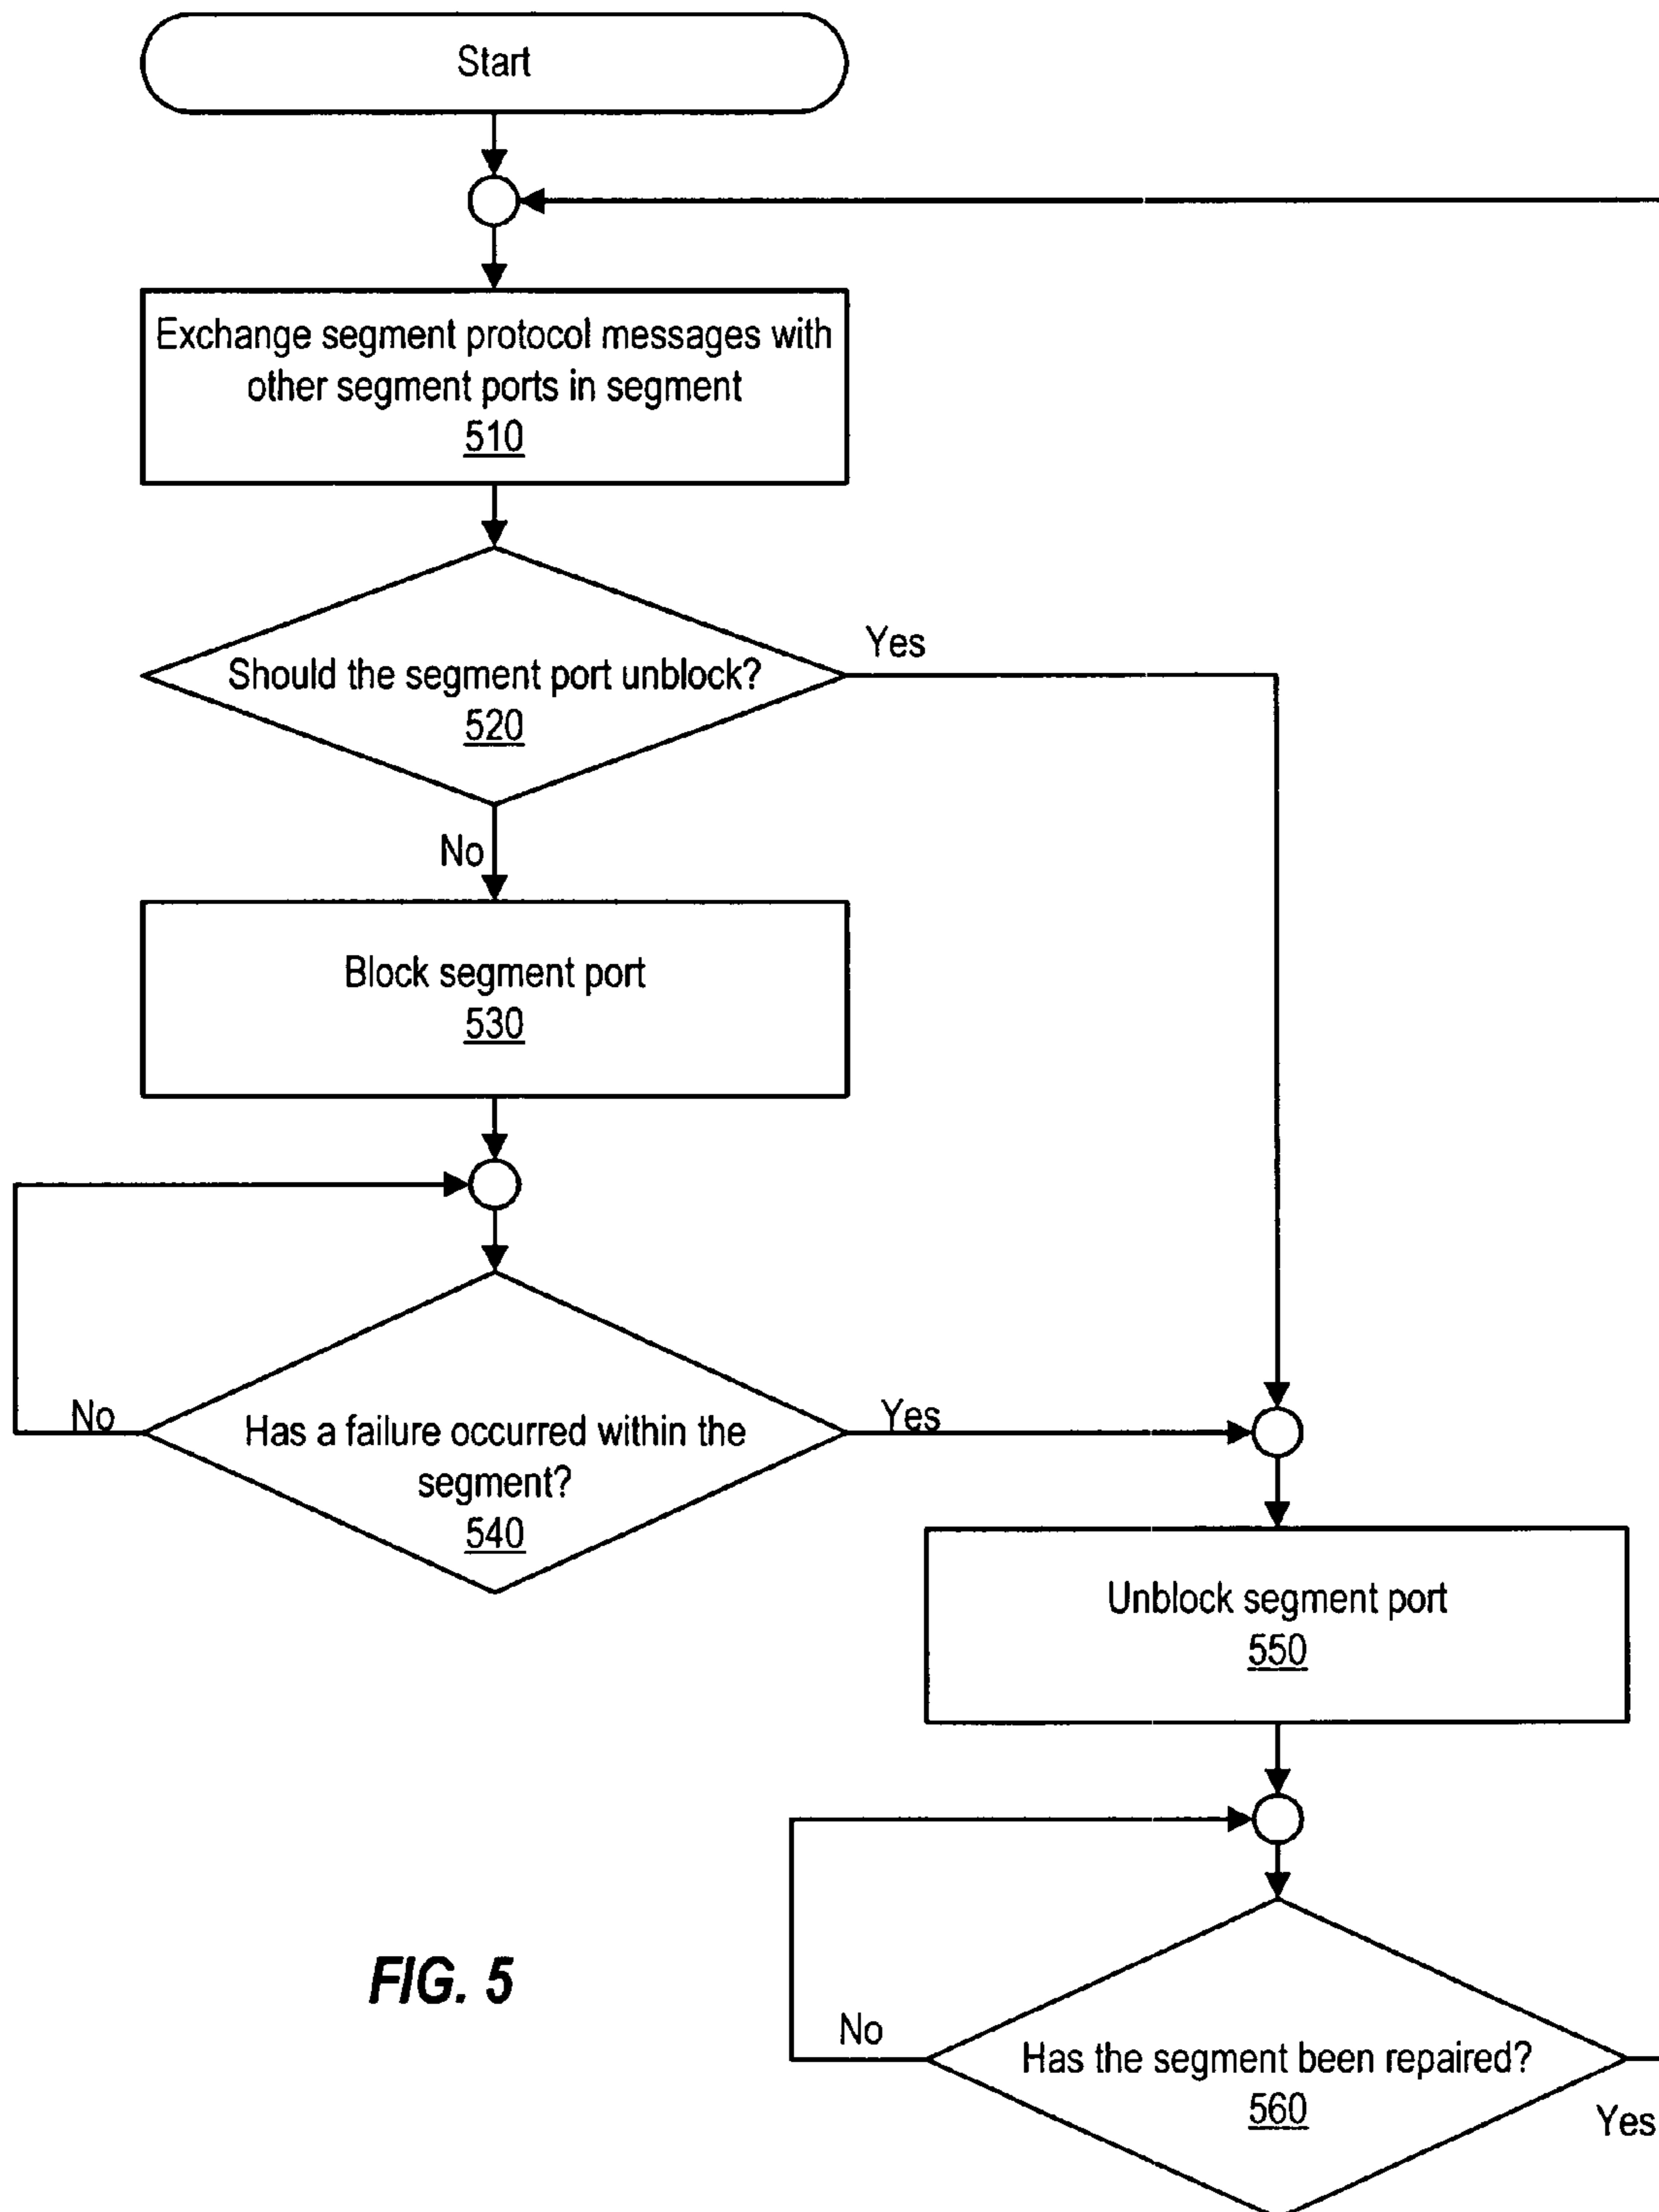 Start
Exchange segment protocol messages with
other segment ports in segment
510
Should the segment port unblock?
520
Yes
No
Block segment port
530
No
Has a failure occurred within the
segment?
540
Yes
Unblock segment port
550
FIG. 5
No
Has the segment been repaired?
560
Yes